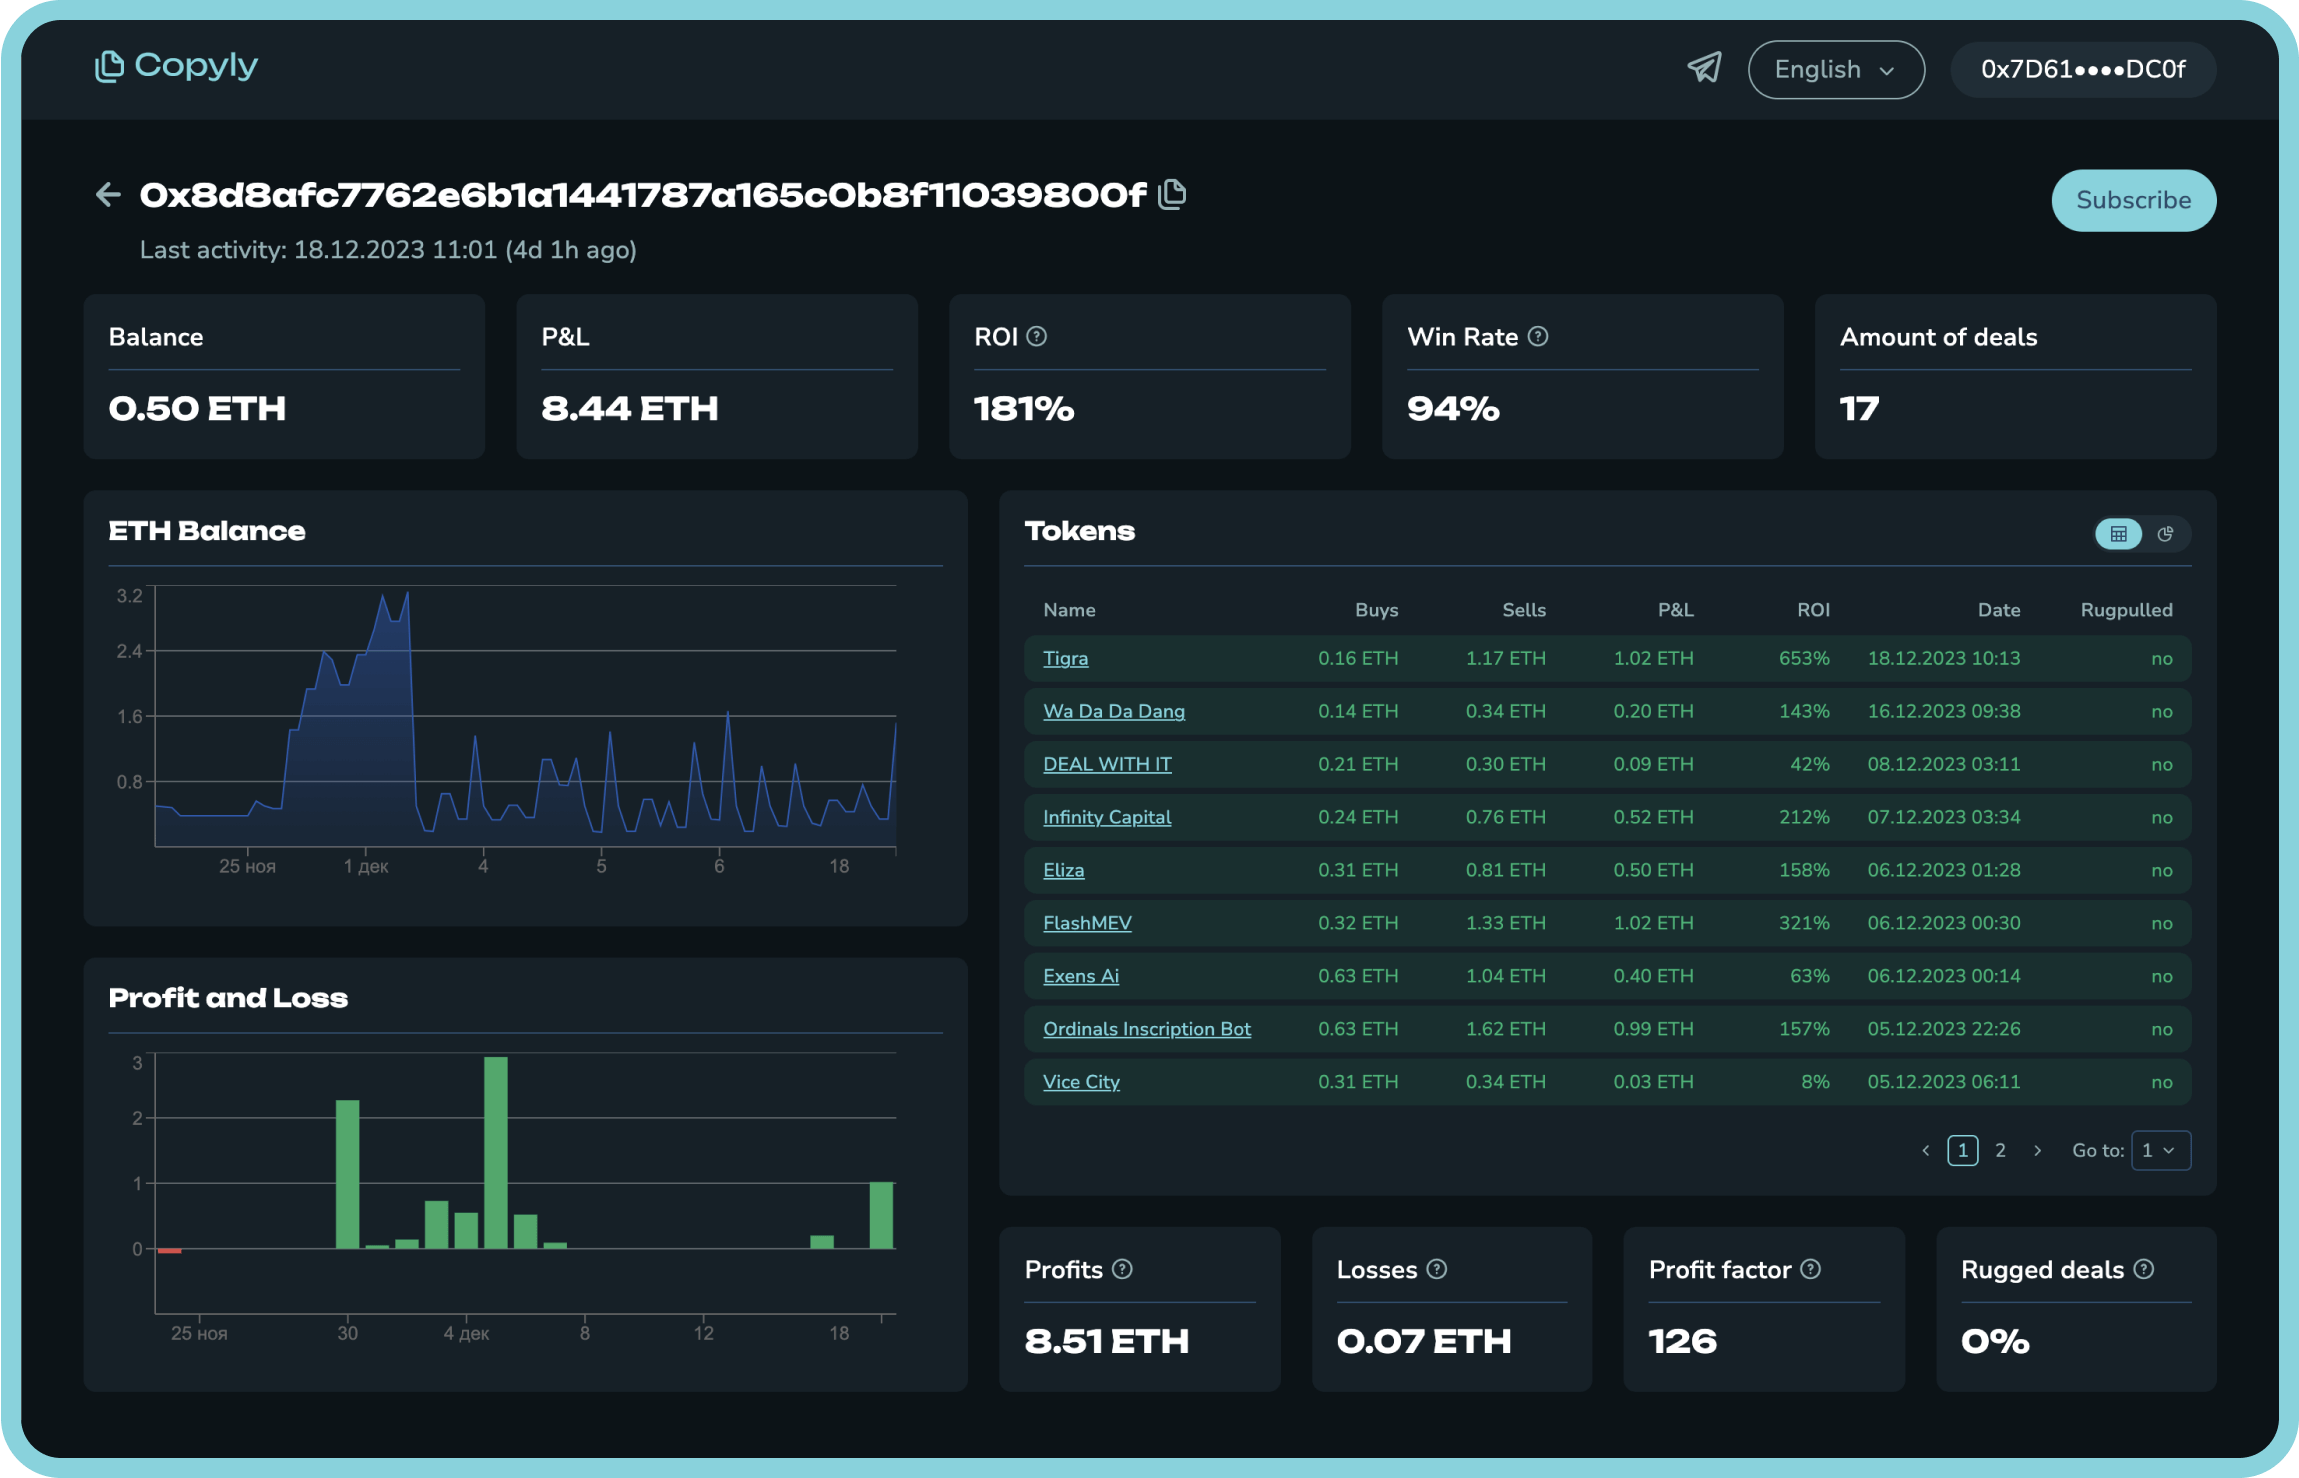 Copyly
English
0x7D61••••DC0f
0x8d8afc7762e6b1a1441787a165c0b8f11039800f
Last activity: 18.12.2023 11:01 (4d 1h ago)
Subscribe
Balance
0.50 ETH
P&L
8.44 ETH
ROI
181%
Win Rate
94%
Amount of deals
17
ETH Balance
3.2
2.4
1.6
0.8
25 ноя 1 дек 4 5 6 18
Profit and Loss
3
2
1
0
25 ноя 30 4 дек 8 12 18
Tokens
Name Buys Sells P&L ROI Date Rugpulled
Tigra 0.16 ETH 1.17 ETH 1.02 ETH 653% 18.12.2023 10:13 no
Wa Da Da Dang 0.14 ETH 0.34 ETH 0.20 ETH 143% 16.12.2023 09:38 no
DEAL WITH IT 0.21 ETH 0.30 ETH 0.09 ETH 42% 08.12.2023 03:11 no
Infinity Capital 0.24 ETH 0.76 ETH 0.52 ETH 212% 07.12.2023 03:34 no
Eliza 0.31 ETH 0.81 ETH 0.50 ETH 158% 06.12.2023 01:28 no
FlashMEV 0.32 ETH 1.33 ETH 1.02 ETH 321% 06.12.2023 00:30 no
Exens Ai 0.63 ETH 1.04 ETH 0.40 ETH 63% 06.12.2023 00:14 no
Ordinals Inscription Bot 0.63 ETH 1.62 ETH 0.99 ETH 157% 05.12.2023 22:26 no
Vice City 0.31 ETH 0.34 ETH 0.03 ETH 8% 05.12.2023 06:11 no
1 2 Go to: 1
Profits
8.51 ETH
Losses
0.07 ETH
Profit factor
126
Rugged deals
0%